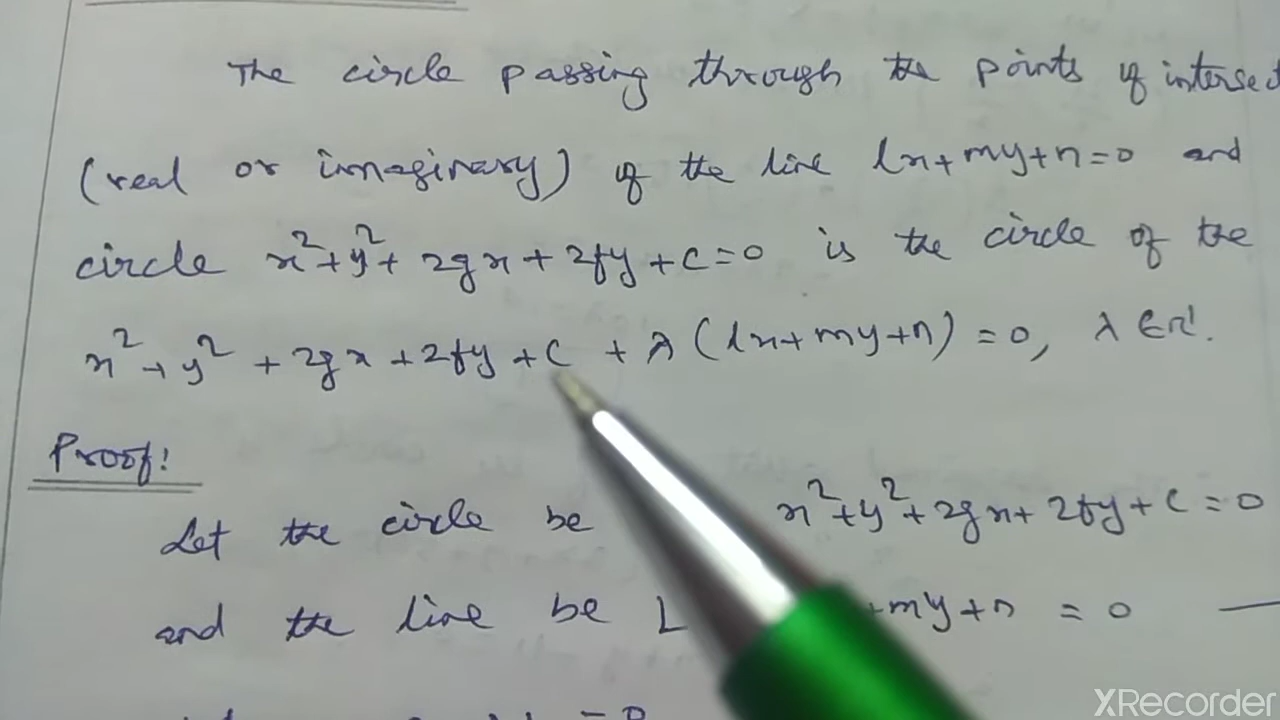 The circle passing through the points of intersect
(real or imaginary) of the line lx+my+n=0 and
circle x²+y²+2gx+2fy+c=0 is the circle of the
x²+y²+2gx+2fy+c+λ(lx+my+n)=0, λ∈R.
Proof:
Let the circle be x²+y²+2gx+2fy+c=0
and the line be L +my+n=0 —
XRecorder